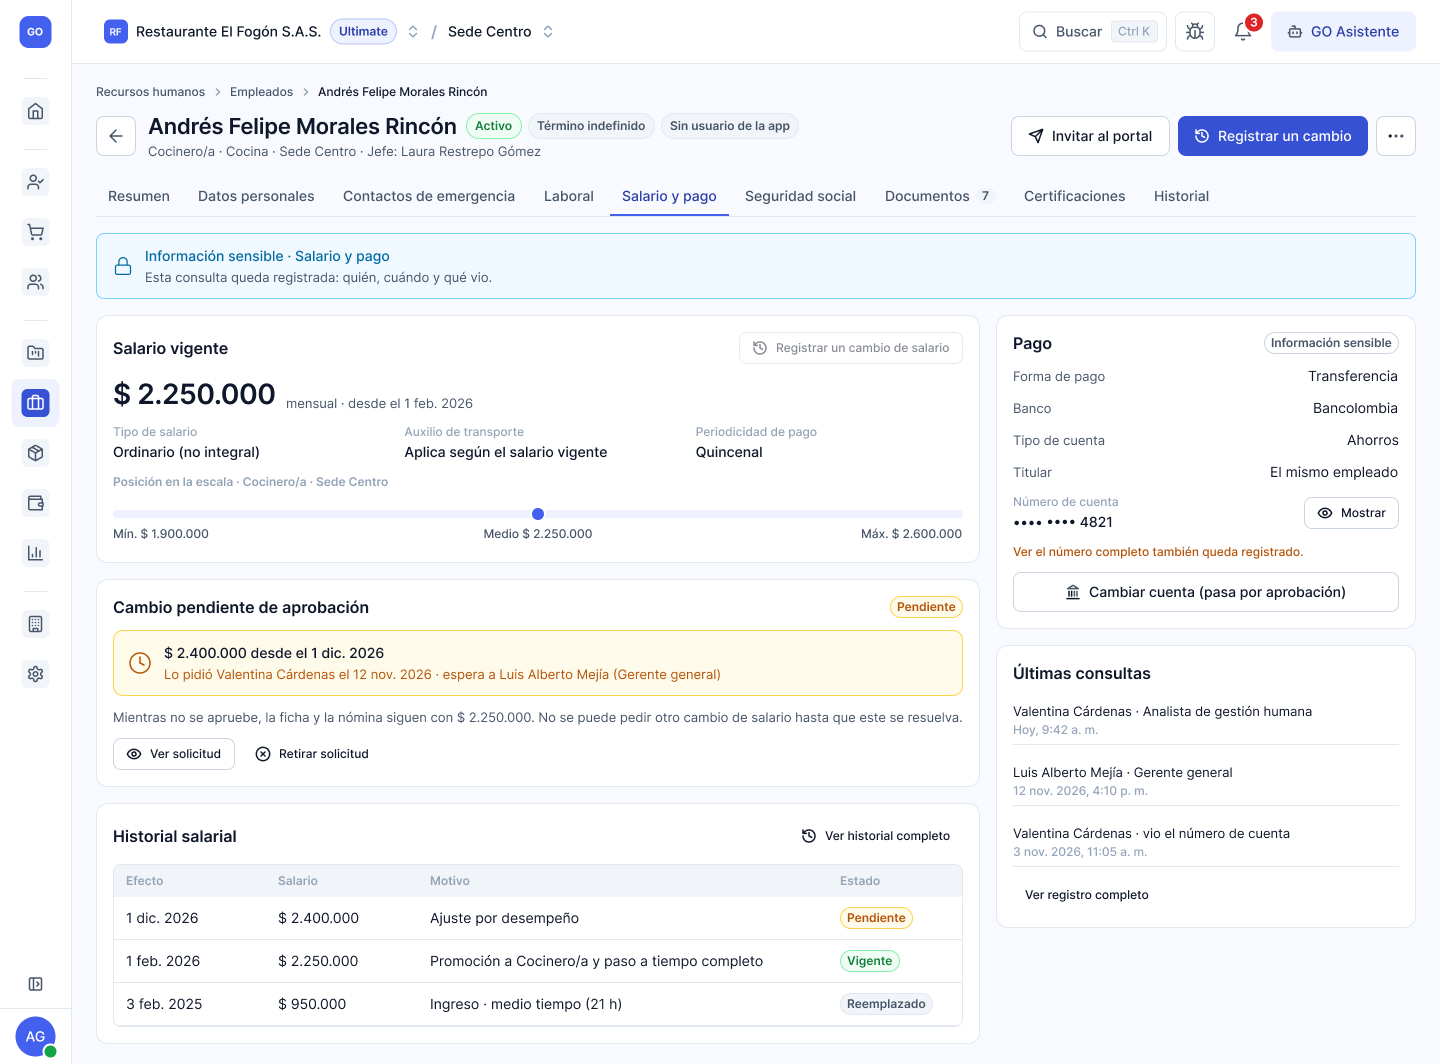 GO
RF Restaurante El Fogón S.A.S. Ultimate / Sede Centro
Buscar Ctrl K
3
GO Asistente
Recursos humanos > Empleados > Andrés Felipe Morales Rincón
Andrés Felipe Morales Rincón Activo Término indefinido Sin usuario de la app
Cocinero/a · Cocina · Sede Centro · Jefe: Laura Restrepo Gómez
Invitar al portal
Registrar un cambio
Resumen Datos personales Contactos de emergencia Laboral Salario y pago Seguridad social Documentos 7 Certificaciones Historial
Información sensible · Salario y pago
Esta consulta queda registrada: quién, cuándo y qué vio.
Salario vigente
Registrar un cambio de salario
$ 2.250.000 mensual · desde el 1 feb. 2026
Tipo de salario Auxilio de transporte Periodicidad de pago
Ordinario (no integral) Aplica según el salario vigente Quincenal
Posición en la escala · Cocinero/a · Sede Centro
Mín. $ 1.900.000 Medio $ 2.250.000 Máx. $ 2.600.000
Cambio pendiente de aprobación
Pendiente
$ 2.400.000 desde el 1 dic. 2026
Lo pidió Valentina Cárdenas el 12 nov. 2026 · espera a Luis Alberto Mejía (Gerente general)
Mientras no se apruebe, la ficha y la nómina siguen con $ 2.250.000. No se puede pedir otro cambio de salario hasta que este se resuelva.
Ver solicitud Retirar solicitud
Historial salarial
Ver historial completo
Efecto Salario Motivo Estado
1 dic. 2026 $ 2.400.000 Ajuste por desempeño Pendiente
1 feb. 2026 $ 2.250.000 Promoción a Cocinero/a y paso a tiempo completo Vigente
3 feb. 2025 $ 950.000 Ingreso · medio tiempo (21 h) Reemplazado
Pago Información sensible
Forma de pago Transferencia
Banco Bancolombia
Tipo de cuenta Ahorros
Titular El mismo empleado
Número de cuenta
•••• •••• 4821
Mostrar
Ver el número completo también queda registrado.
Cambiar cuenta (pasa por aprobación)
Últimas consultas
Valentina Cárdenas · Analista de gestión humana
Hoy, 9:42 a. m.
Luis Alberto Mejía · Gerente general
12 nov. 2026, 4:10 p. m.
Valentina Cárdenas · vio el número de cuenta
3 nov. 2026, 11:05 a. m.
Ver registro completo
AG